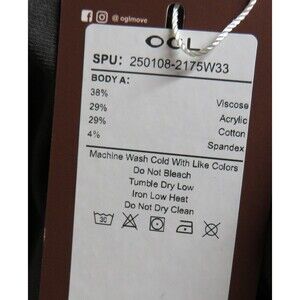 @ oglmove
OGL
SPU: 250108-2175W33
BODY A:
38% Viscose
29% Acrylic
29% Cotton
4% Spandex
Machine Wash Cold With Like Colors
Do Not Bleach
Tumble Dry Low
Iron Low Heat
Do Not Dry Clean
30